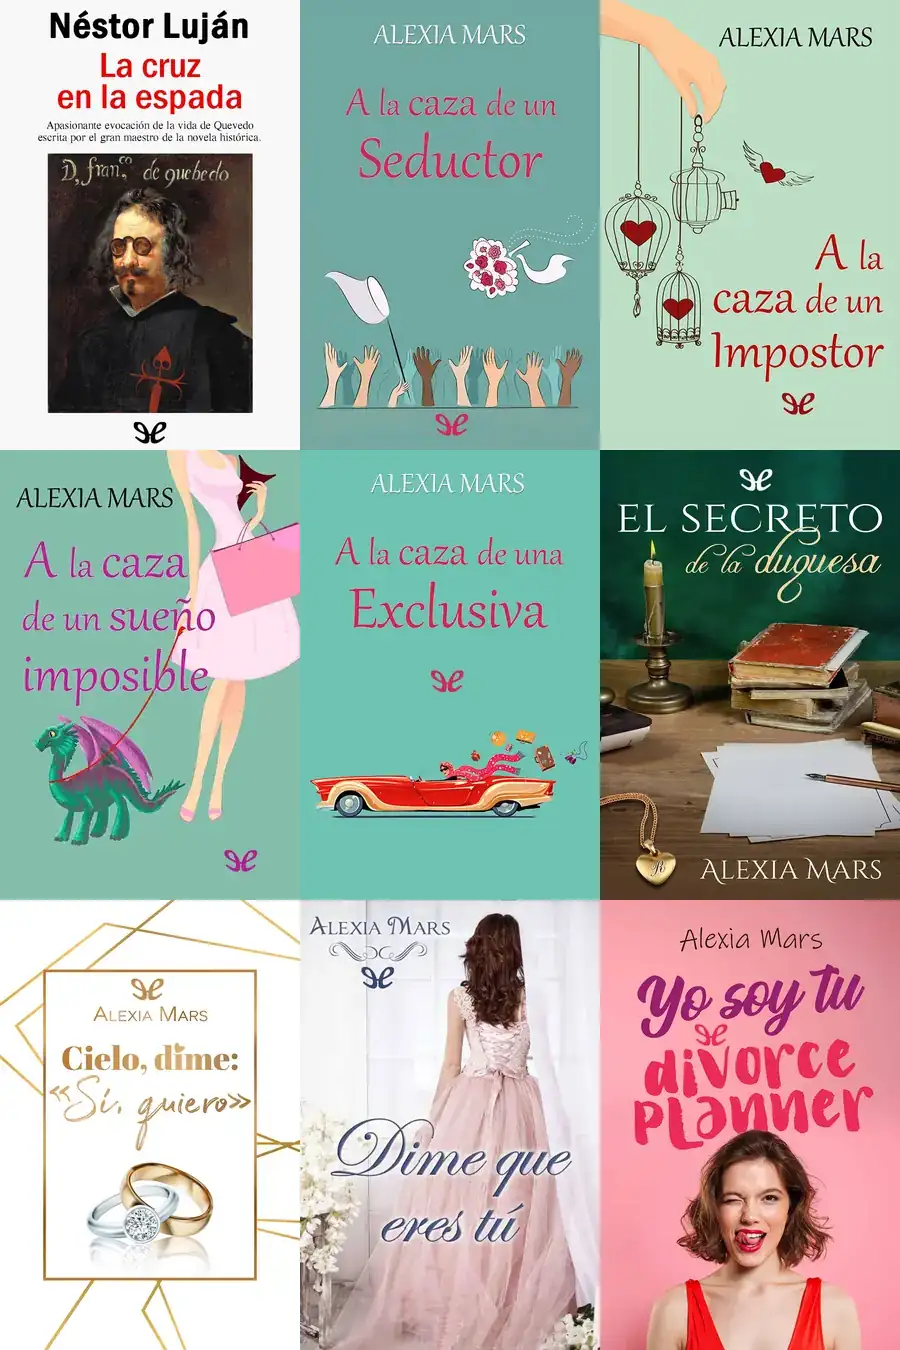 Néstor Luján
La cruz
en la espada
Apasionante evocación de la vida de Quevedo
escrita por el gran maestro de la novela histórica.
D, fran,co de quebedo
ALEXIA MARS
A la caza de un
Seductor
ALEXIA MARS
A la
caza de un
Impostor
ALEXIA MARS
A la caza
de un sueño
imposible
ALEXIA MARS
A la caza de una
Exclusiva
EL SECRETO
de la duquesa
R
ALEXIA MARS
ALEXIA MARS
Cielo, dime:
«Sí, quiero»
ALEXIA MARS
Dime que
eres tú
Alexia Mars
Yo soy tu
divorce
planner